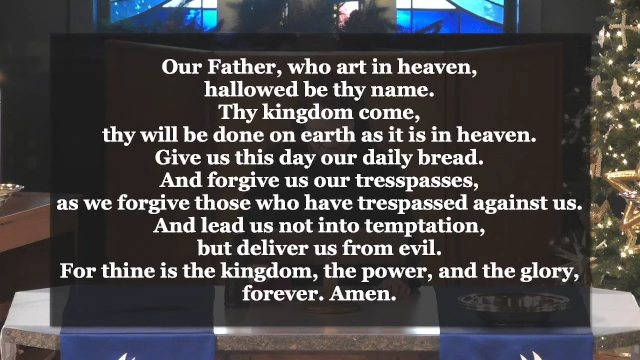 Our Father, who art in heaven,
hallowed be thy name.
Thy kingdom come,
thy will be done on earth as it is in heaven.
Give us this day our daily bread.
And forgive us our tresspasses,
as we forgive those who have trespassed against us.
And lead us not into temptation,
but deliver us from evil.
For thine is the kingdom, the power, and the glory,
forever. Amen.